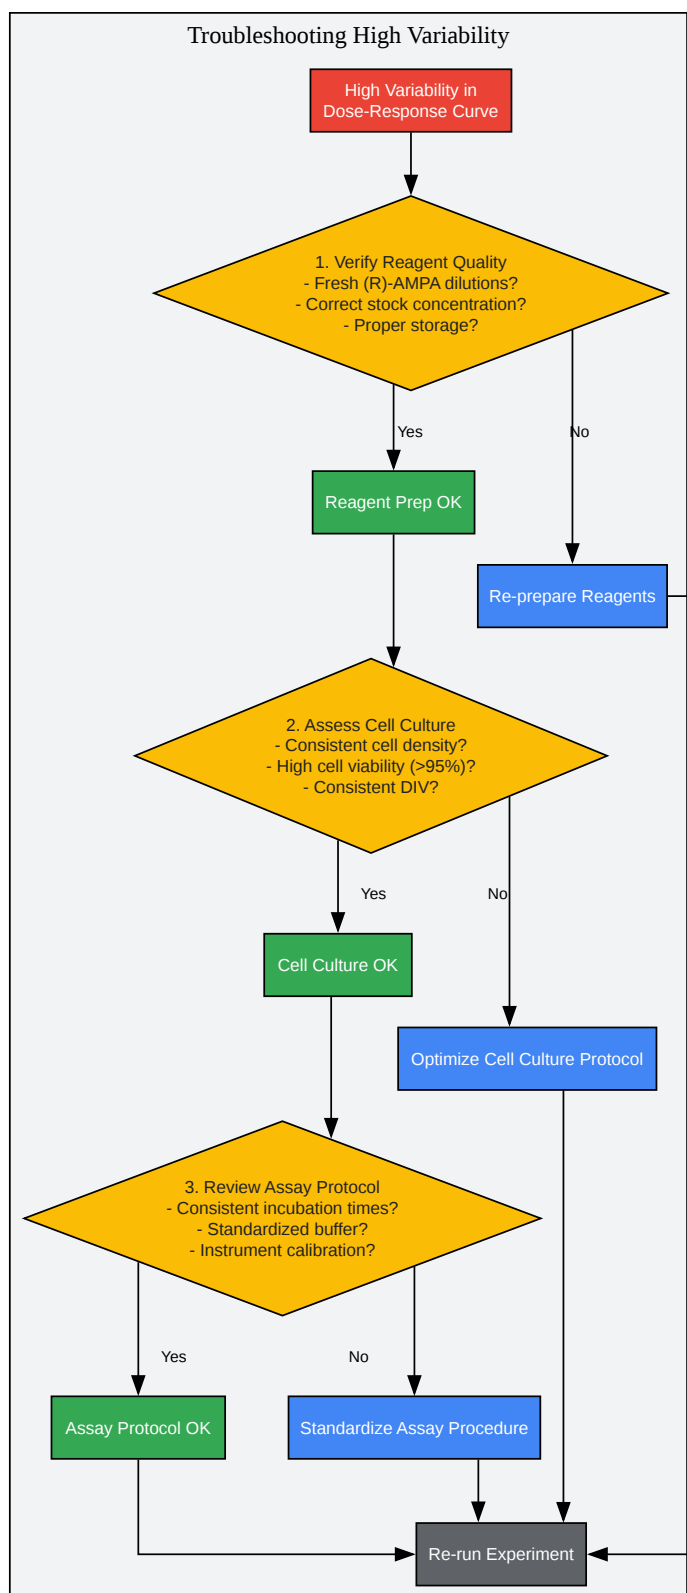 Troubleshooting High Variability
High Variability in
Dose-Response Curve
1. Verify Reagent Quality
- Fresh (R)-AMPA dilutions?
- Correct stock concentration?
- Proper storage?
Yes
No
Reagent Prep OK
Re-prepare Reagents
2. Assess Cell Culture
- Consistent cell density?
- High cell viability (>95%)?
- Consistent DIV?
Yes
No
Cell Culture OK
Optimize Cell Culture Protocol
3. Review Assay Protocol
- Consistent incubation times?
- Standardized buffer?
- Instrument calibration?
Yes
No
Assay Protocol OK
Standardize Assay Procedure
Re-run Experiment